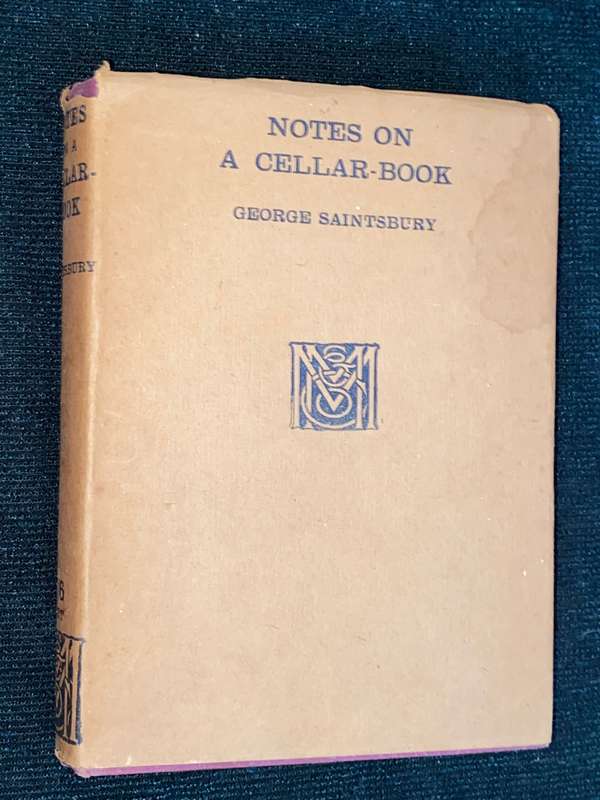 NOTES ON
A CELLAR-BOOK
GEORGE SAINTSBURY